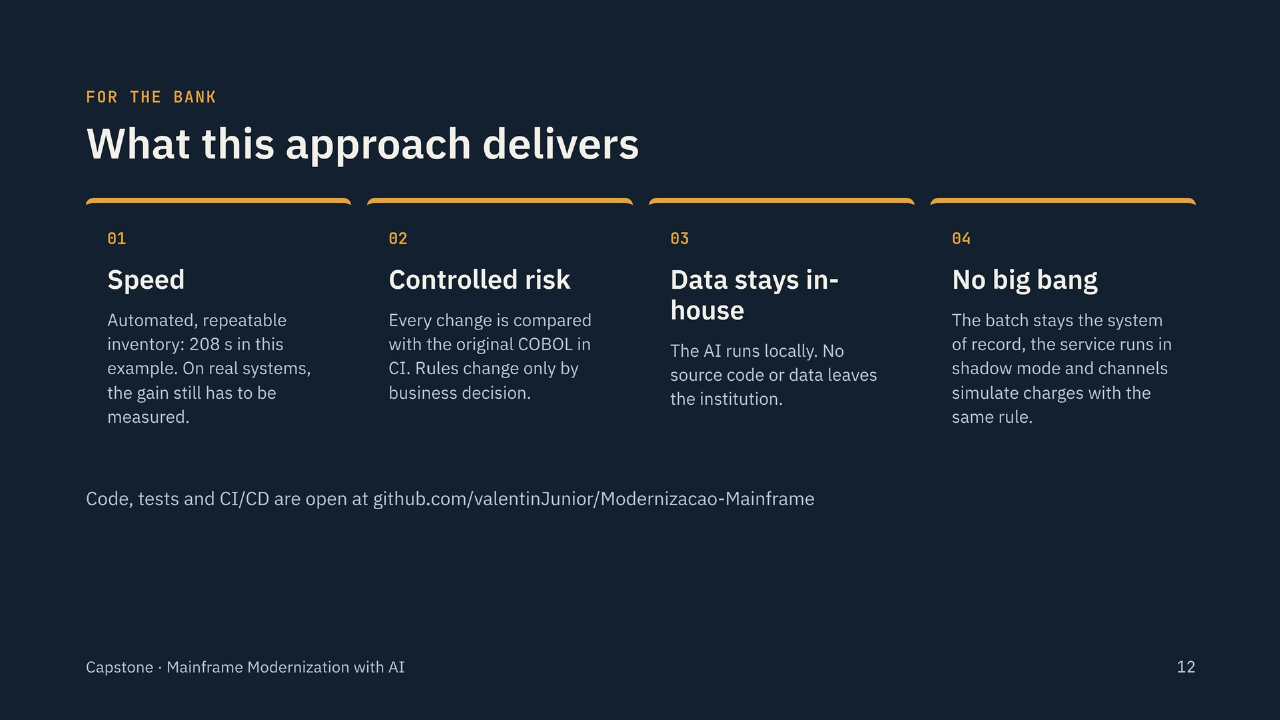 FOR THE BANK
What this approach delivers
01
Speed
Automated, repeatable
inventory: 208 s in this
example. On real systems,
the gain still has to be
measured.
02
Controlled risk
Every change is compared
with the original COBOL in
CI. Rules change only by
business decision.
03
Data stays in-
house
The AI runs locally. No
source code or data leaves
the institution.
04
No big bang
The batch stays the system
of record, the service runs in
shadow mode and channels
simulate charges with the
same rule.
Code, tests and CI/CD are open at github.com/valentinJunior/Modernizacao-Mainframe
Capstone · Mainframe Modernization with AI
12